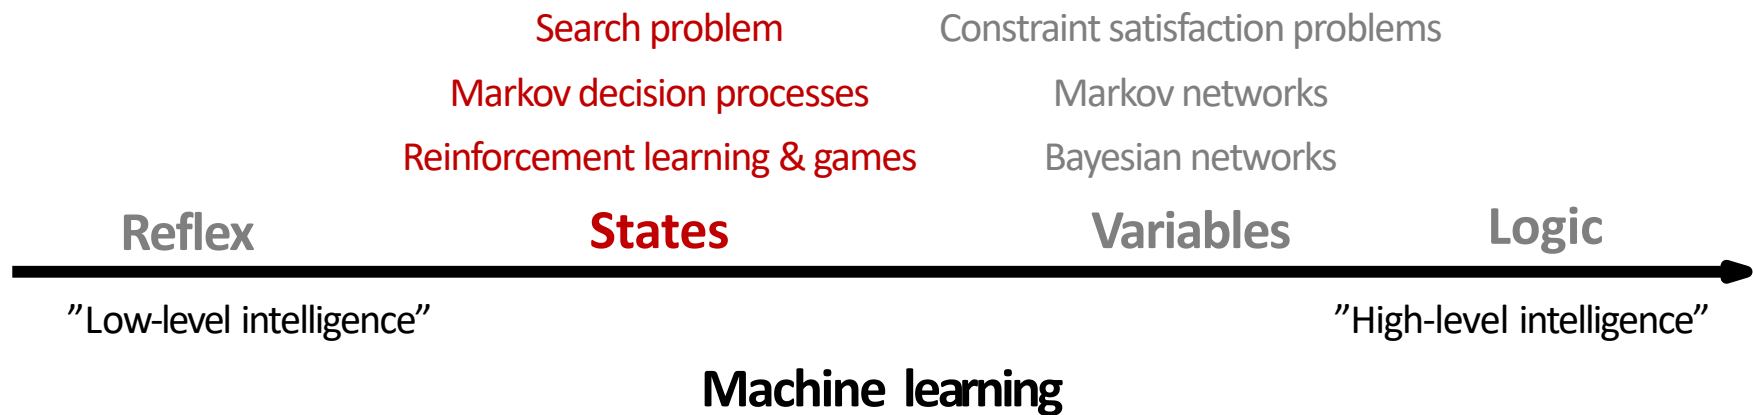 Search problem Constraint satisfaction problems
Markov decision processes Markov networks
Reinforcement learning & games Bayesian networks
Reflex States Variables Logic
”Low-level intelligence” ”High-level intelligence”
Machine learning